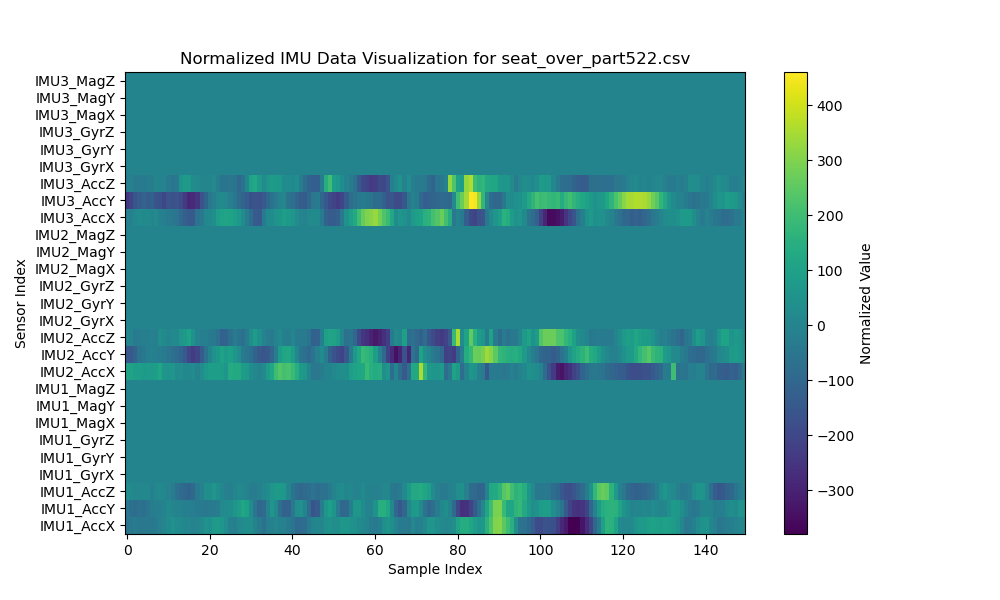 Normalized IMU Data Visualization for seat_over_part522.csv
IMU3_MagZ
IMU3_MagY
IMU3_MagX
IMU3_GyrZ
IMU3_GyrY
IMU3_GyrX
IMU3_AccZ
IMU3_AccY
IMU3_AccX
IMU2_MagZ
IMU2_MagY
IMU2_MagX
IMU2_GyrZ
IMU2_GyrY
IMU2_GyrX
IMU2_AccZ
IMU2_AccY
IMU2_AccX
IMU1_MagZ
IMU1_MagY
IMU1_MagX
IMU1_GyrZ
IMU1_GyrY
IMU1_GyrX
IMU1_AccZ
IMU1_AccY
IMU1_AccX
Sensor Index
0 20 40 60 80 100 120 140
Sample Index
400
300
200
100
0
−100
−200
−300
Normalized Value